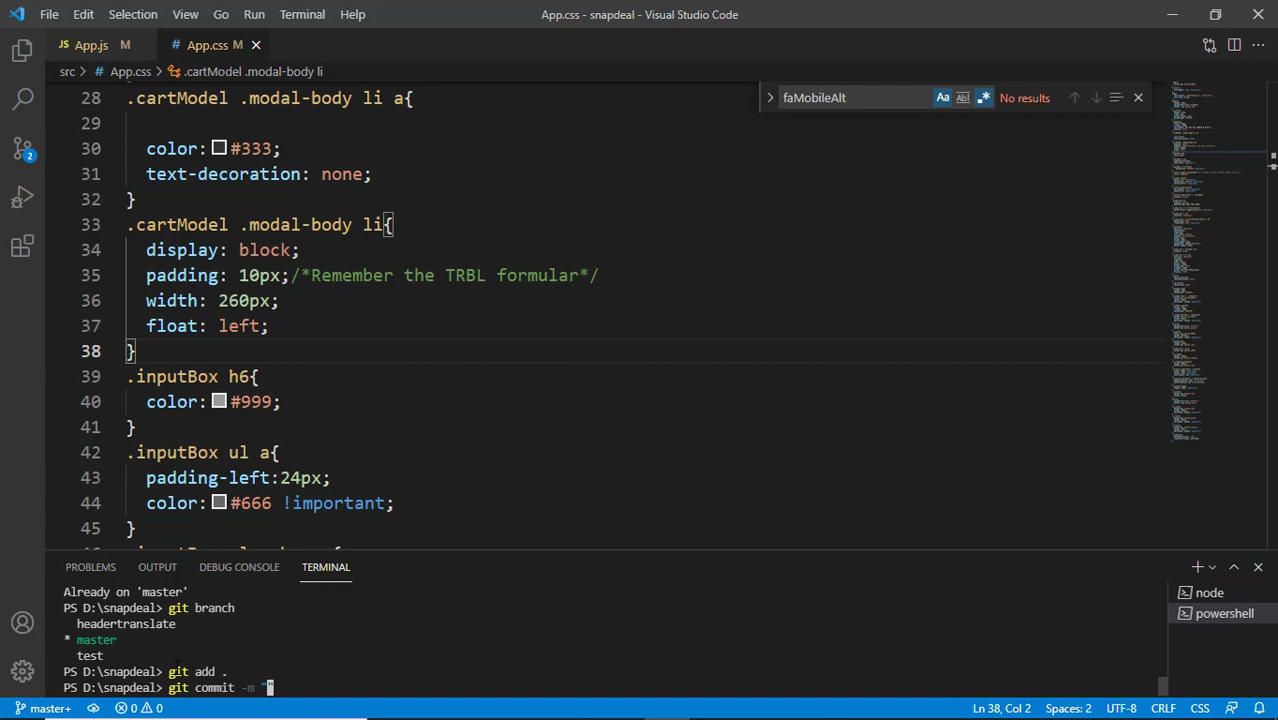 File Edit Selection View Go Run Terminal Help App.css - snapdeal - Visual Studio Code
App.js M # App.css M
src > # App.css > .cartModel .modal-body li
faMobileAlt Aa Abl .* No results
28 .cartModel .modal-body li a{
29
30 color: #333;
31 text-decoration: none;
32 }
33 .cartModel .modal-body li{
34 display: block;
35 padding: 10px;/*Remember the TRBL formular*/
36 width: 260px;
37 float: left;
38 }
39 .inputBox h6{
40 color: #999;
41 }
42 .inputBox ul a{
43 padding-left:24px;
44 color: #666 !important;
45 }
2
PROBLEMS OUTPUT DEBUG CONSOLE TERMINAL
Already on 'master'
PS D:\snapdeal> git branch
headertranslate
* master
test
PS D:\snapdeal> git add .
PS D:\snapdeal> git commit -m ""
node
powershell
master+ 0 0 Ln 38, Col 2 Spaces: 2 UTF-8 CRLF CSS